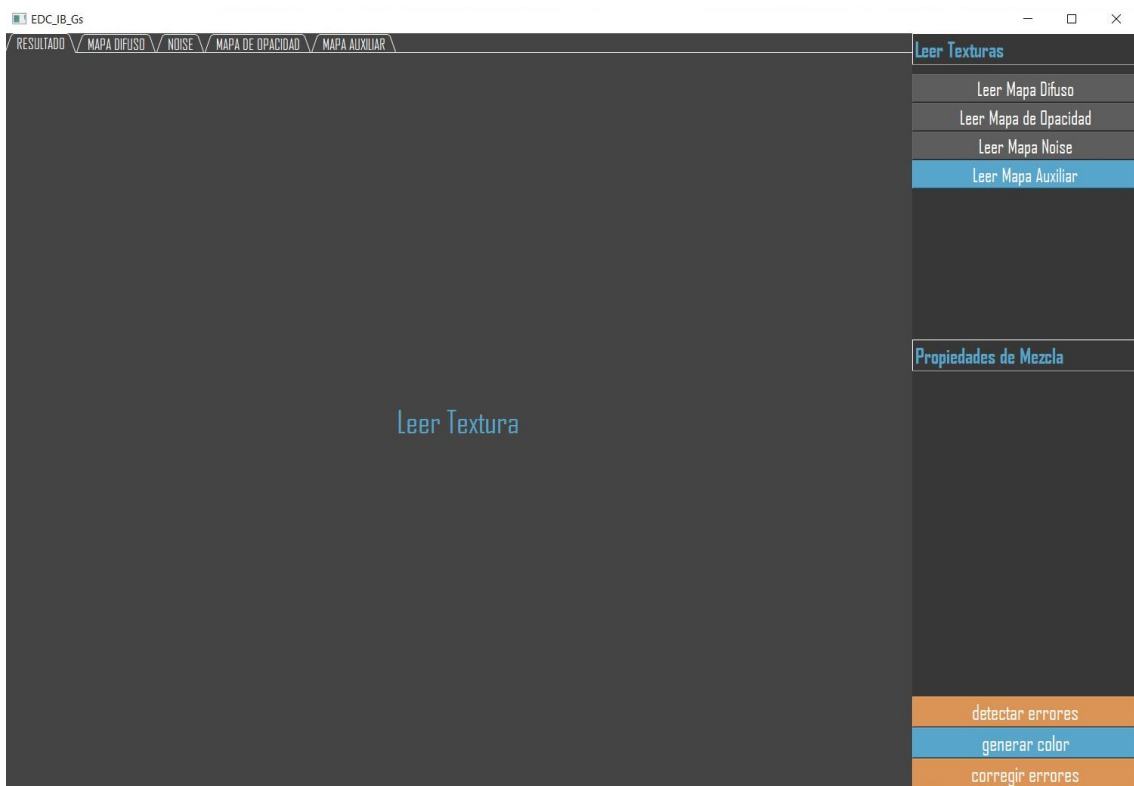 EDC_IB_Gs
RESULTADO MAPA DIFUSO NOISE MAPA DE OPACIDAD MAPA AUXILIAR
Leer Texturas
Leer Mapa Difuso
Leer Mapa de Opacidad
Leer Mapa Noise
Leer Mapa Auxiliar
Propiedades de Mezcla
Leer Textura
detectar errores
generar color
corregir errores